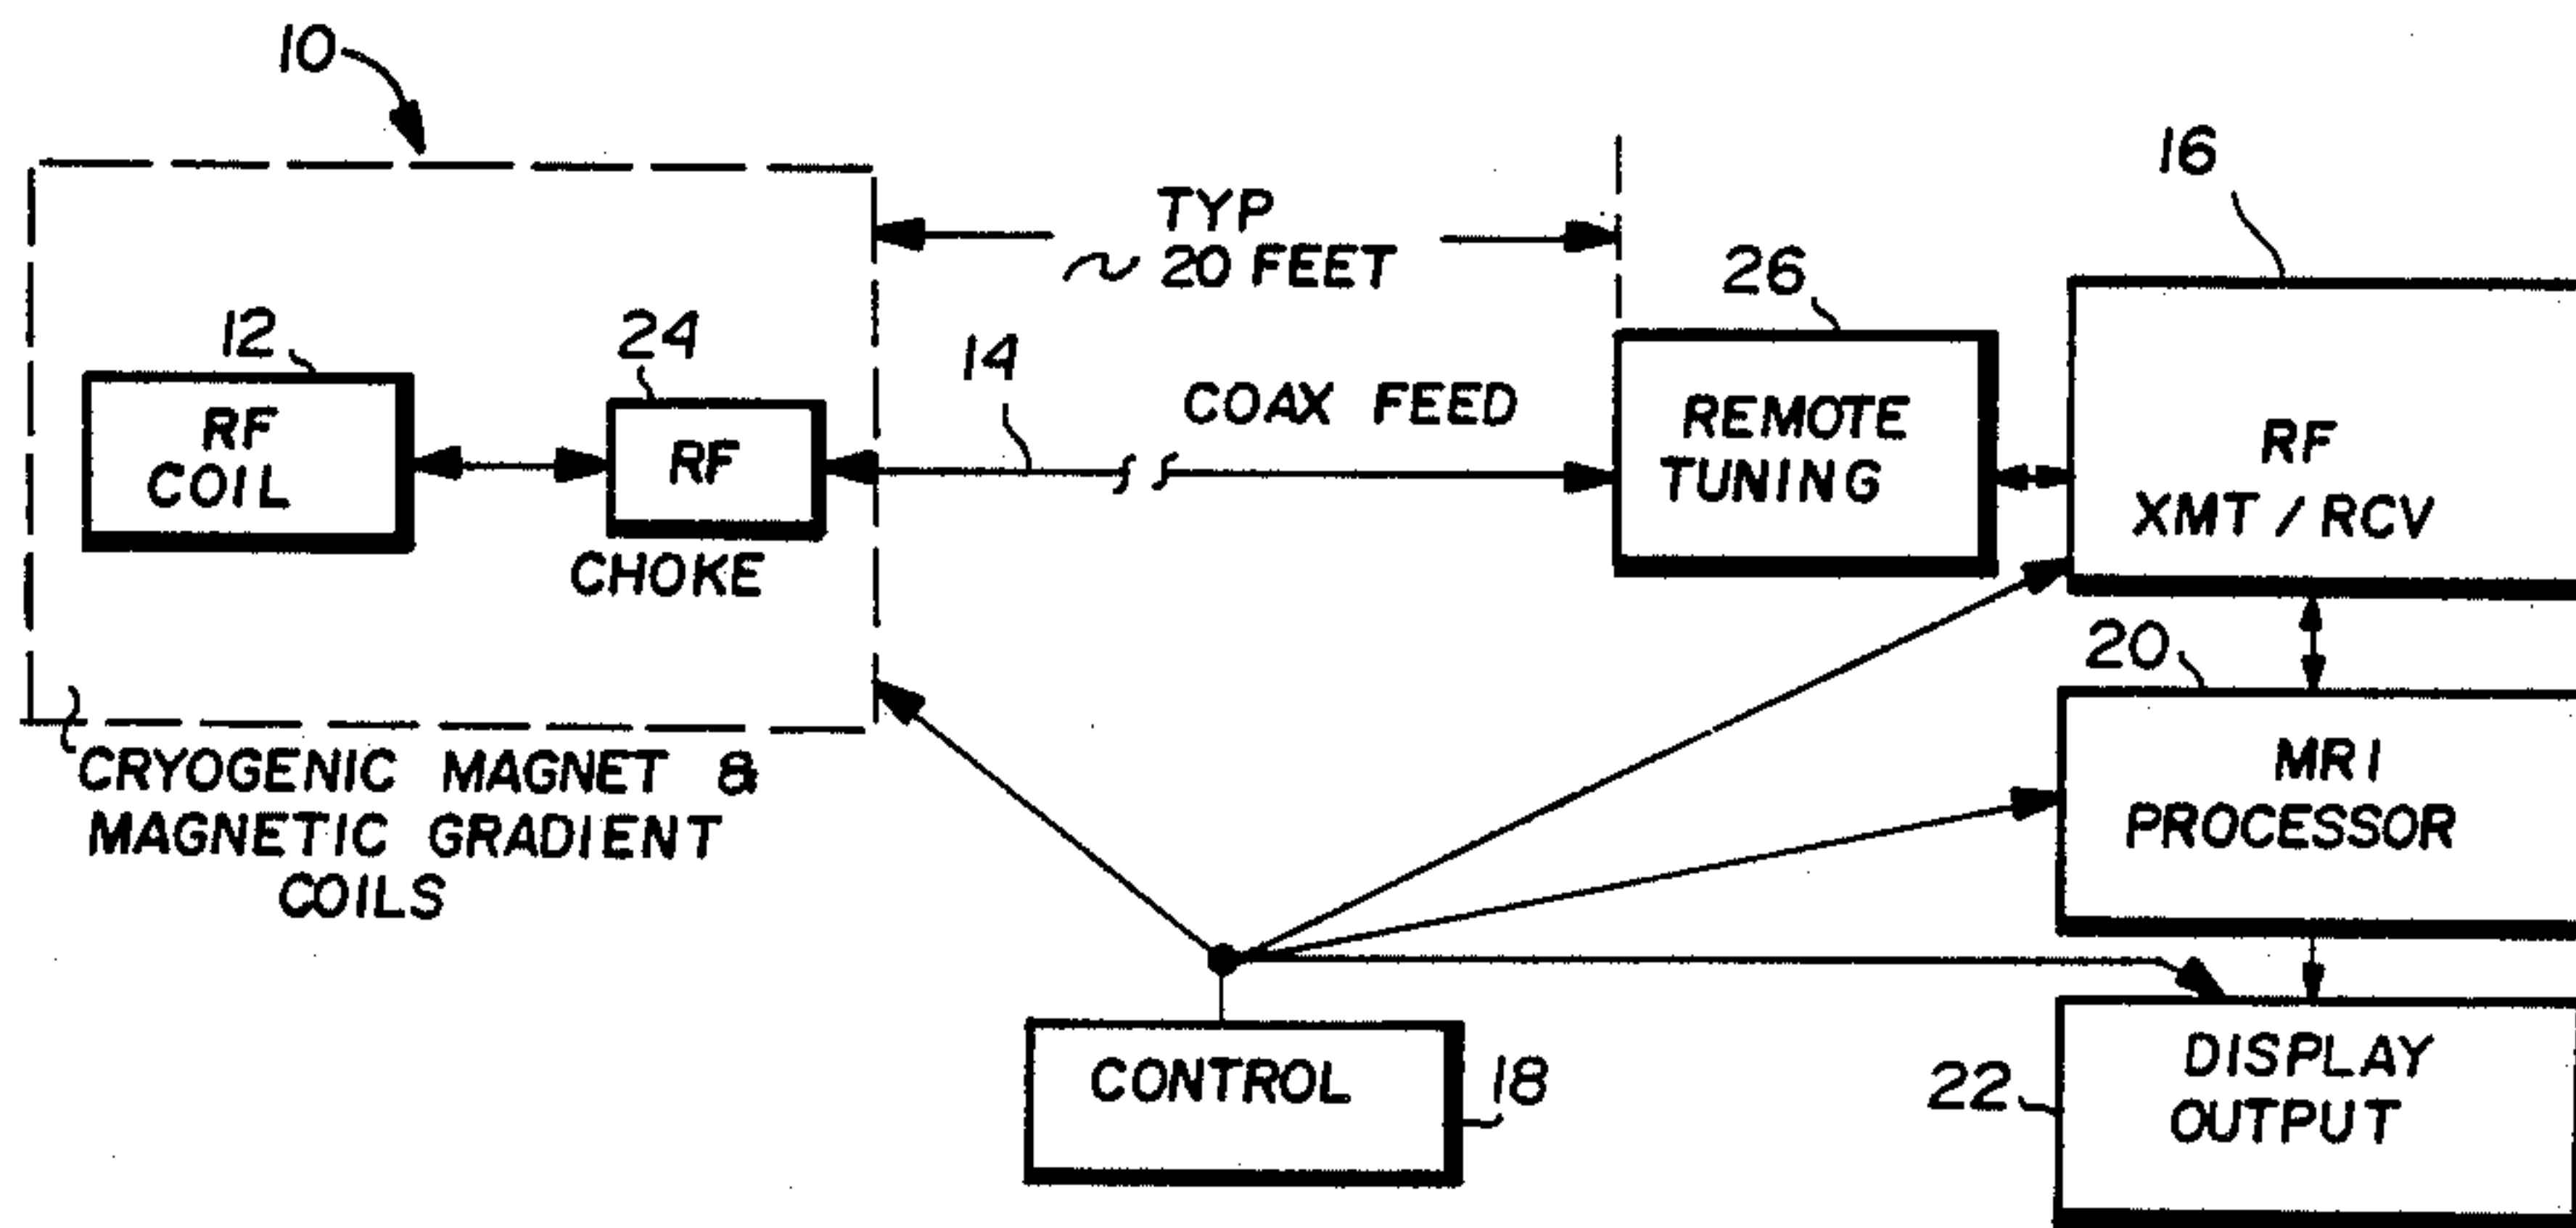 10
TYP
~ 20 FEET
16
26
12
24
14
COAX FEED
RF
COIL
RF
CHOKE
REMOTE
TUNING
RF
XMT / RCV
20
CRYOGENIC MAGNET &
MAGNETIC GRADIENT
COILS
MRI
PROCESSOR
CONTROL
18
22
DISPLAY
OUTPUT